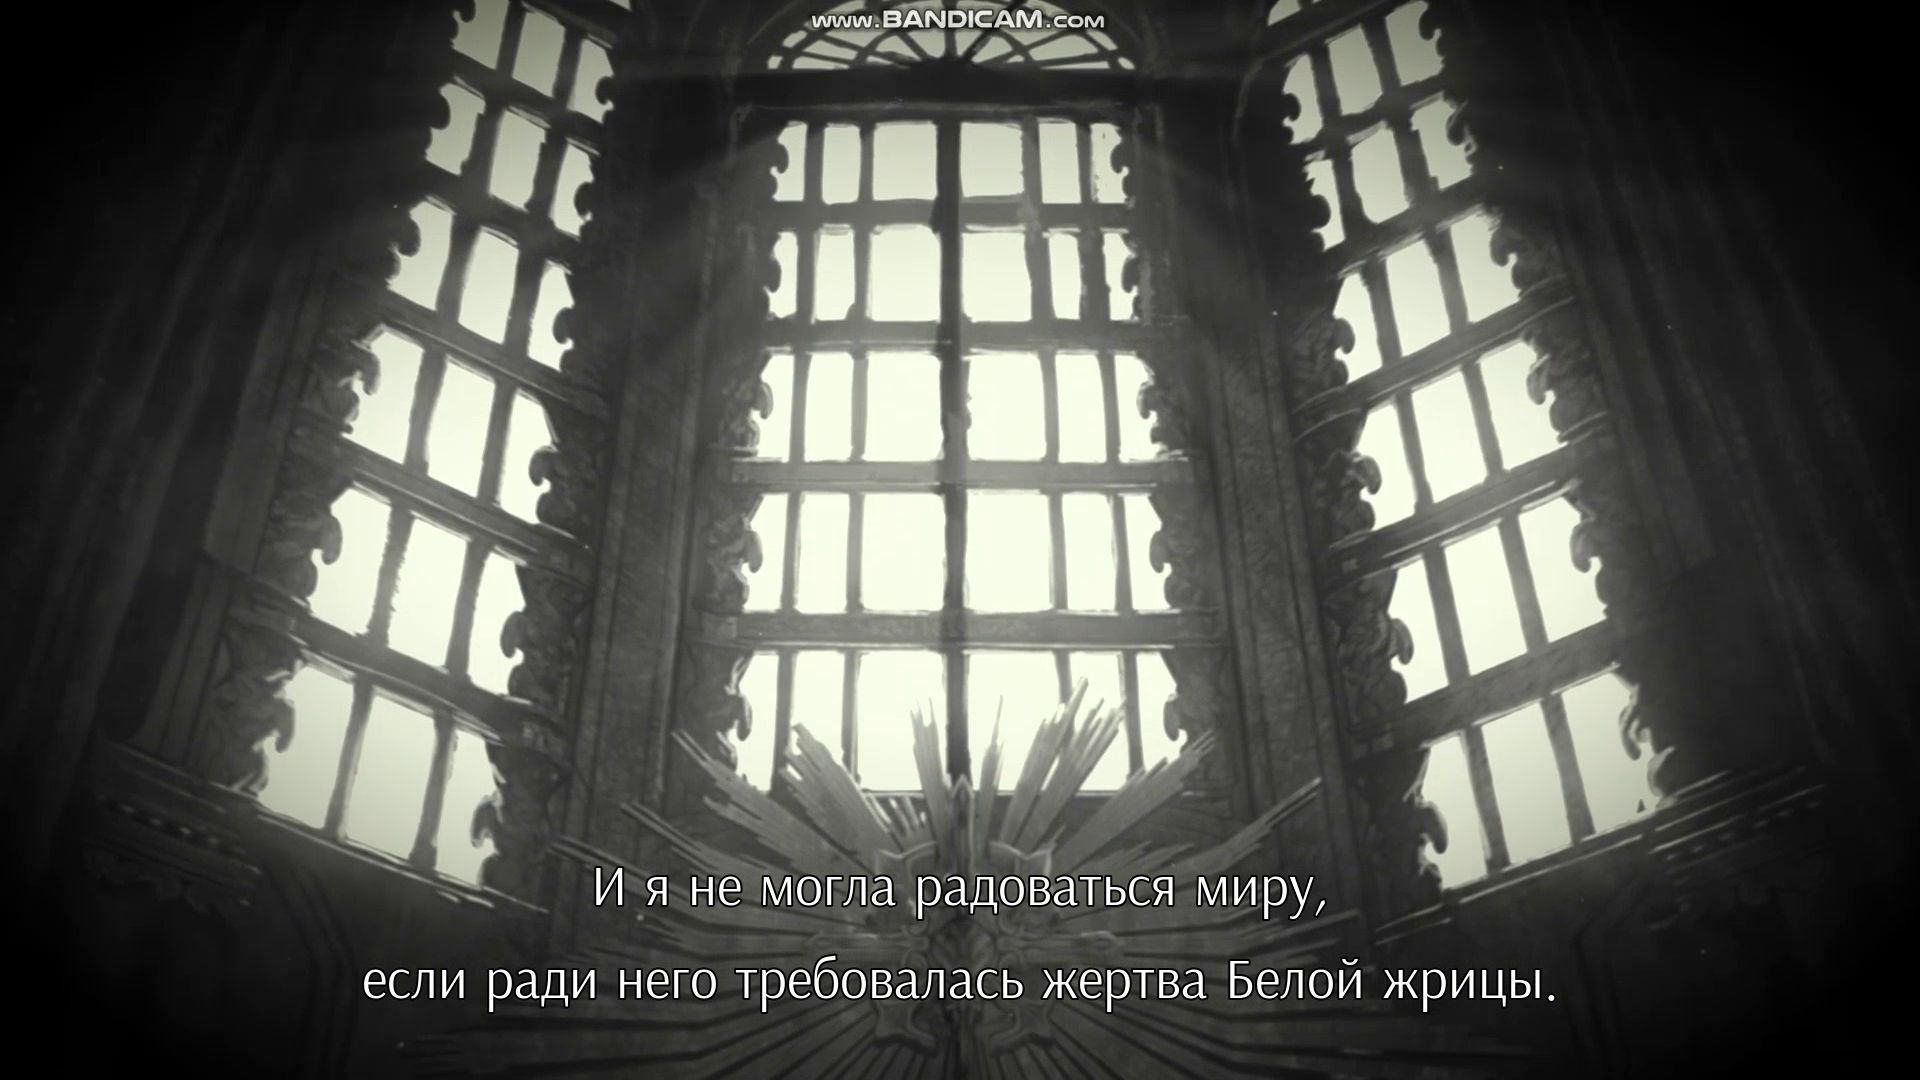 www.BANDICAM.com
И я не могла радоваться миру,
если ради него требовалась жертва Белой жрицы.